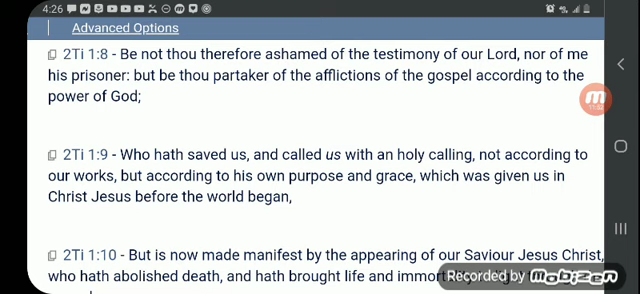 4:26
Advanced Options
2Ti 1:8 - Be not thou therefore ashamed of the testimony of our Lord, nor of me
his prisoner: but be thou partaker of the afflictions of the gospel according to the
power of God;
2Ti 1:9 - Who hath saved us, and called us with an holy calling, not according to
our works, but according to his own purpose and grace, which was given us in
Christ Jesus before the world began,
2Ti 1:10 - But is now made manifest by the appearing of our Saviour Jesus Christ,
who hath abolished death, and hath brought life and
Recorded by Mobizen